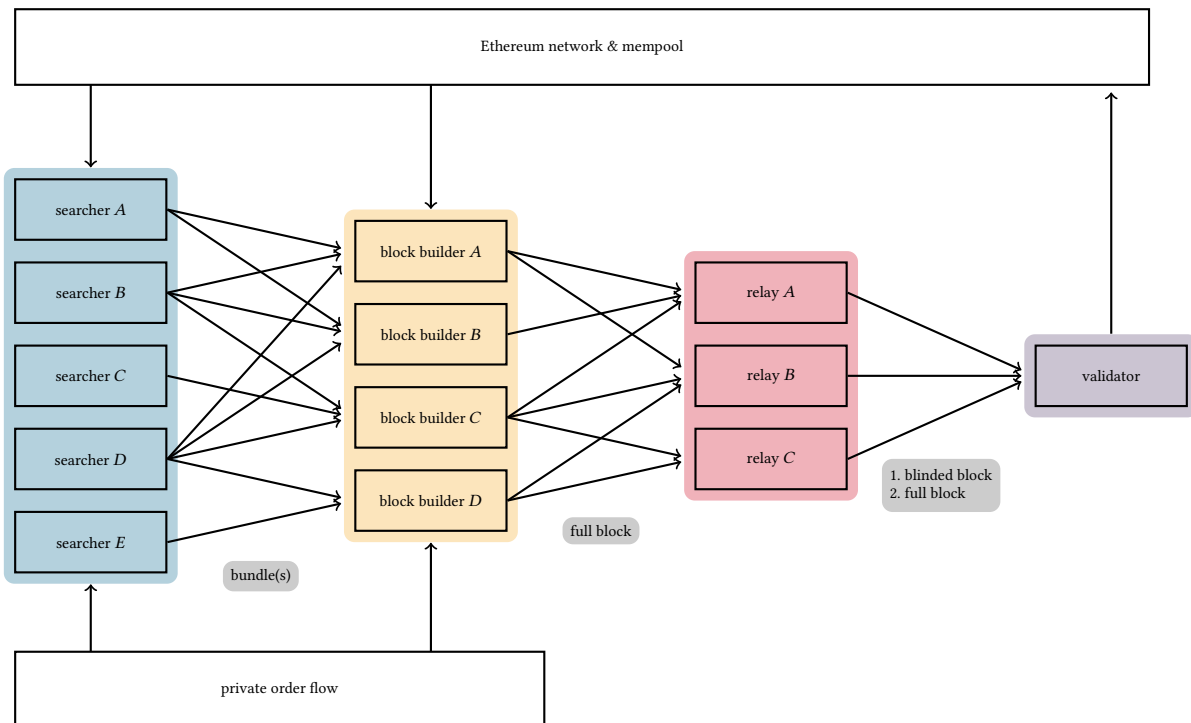 Ethereum network & mempool
searcher A
searcher B
searcher C
searcher D
searcher E
bundle(s)
block builder A
block builder B
block builder C
block builder D
full block
relay A
relay B
relay C
1. blinded block
2. full block
validator
private order flow